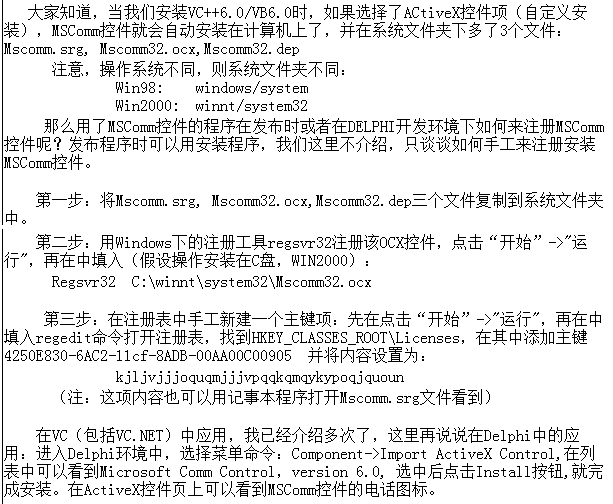 大家知道，当我们安装VC++6.0/VB6.0时，如果选择了ACtiveX控件项（自定义安
装），MSComm控件就会自动安装在计算机上了，并在系统文件夹下多了3个文件：
Mscomm.srg, Mscomm32.ocx,Mscomm32.dep
注意，操作系统不同，则系统文件夹不同：
Win98: windows/system
Win2000: winnt/system32
那么用了MSComm控件的程序在发布时或者在DELPHI开发环境下如何来注册MSComm
控件呢？发布程序时可以用安装程序，我们这里不介绍，只谈谈如何手工来注册安装
MSComm控件。
第一步：将Mscomm.srg, Mscomm32.ocx,Mscomm32.dep三个文件复制到系统文件夹
中。
第二步：用Windows下的注册工具regsvr32注册该OCX控件，点击“开始”->"运
行"，再在中填入（假设操作安装在C盘，WIN2000）：
Regsvr32 C:\winnt\system32\Mscomm32.ocx
第三步：在注册表中手工新建一个主键项：先在点击“开始”->"运行"，再在中
填入regedit命令打开注册表，找到HKEY_CLASSES_ROOT\Licenses，在其中添加主键
4250E830-6AC2-11cf-8ADB-00AA00C00905 并将内容设置为：
kjljvjjjoquqmjjjvpqqkqmqykypoqjquoun
（注：这项内容也可以用记事本程序打开Mscomm.srg文件看到）
在VC（包括VC.NET）中应用，我已经介绍多次了，这里再说说在Delphi中的应
用：进入Delphi环境中，选择菜单命令：Component->Import ActiveX Control,在列
表中可以看到Microsoft Comm Control，version 6.0, 选中后点击Install按钮,就完
成安装。在ActiveX控件页上可以看到MSComm控件的电话图标。